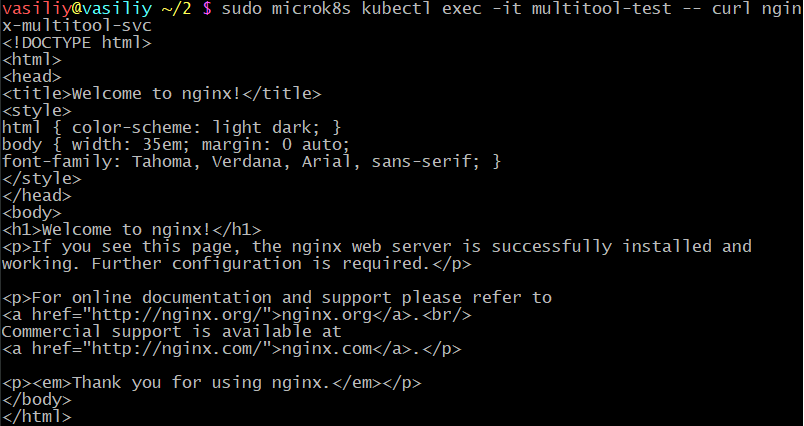 vasiliy@vasiliy ~/2 $ sudo microk8s kubectl exec -it multitool-test -- curl ngin
x-multitool-svc
<!DOCTYPE html>
<html>
<head>
<title>Welcome to nginx!</title>
<style>
html { color-scheme: light dark; }
body { width: 35em; margin: 0 auto;
font-family: Tahoma, Verdana, Arial, sans-serif; }
</style>
</head>
<body>
<h1>Welcome to nginx!</h1>
<p>If you see this page, the nginx web server is successfully installed and
working. Further configuration is required.</p>

<p>For online documentation and support please refer to
<a href="http://nginx.org/">nginx.org</a>.<br/>
Commercial support is available at
<a href="http://nginx.com/">nginx.com</a>.</p>

<p><em>Thank you for using nginx.</em></p>
</body>
</html>